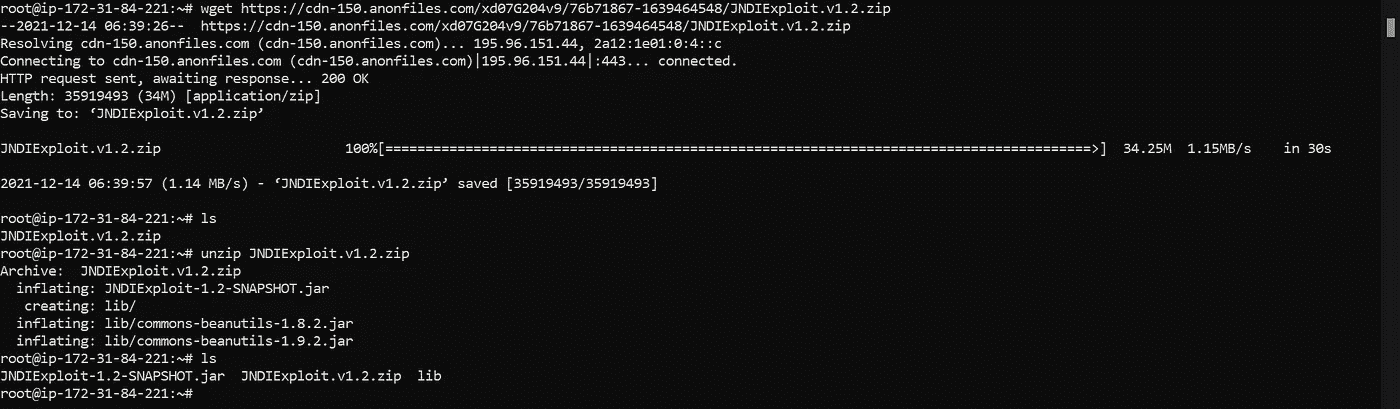 root@ip-172-31-84-221:~# wget https://cdn-150.anonfiles.com/xd07G204v9/76b71867-1639464548/JNDIExploit.v1.2.zip
--2021-12-14 06:39:26--  https://cdn-150.anonfiles.com/xd07G204v9/76b71867-1639464548/JNDIExploit.v1.2.zip
Resolving cdn-150.anonfiles.com (cdn-150.anonfiles.com)... 195.96.151.44, 2a12:1e01:0:4::c
Connecting to cdn-150.anonfiles.com (cdn-150.anonfiles.com)|195.96.151.44|:443... connected.
HTTP request sent, awaiting response... 200 OK
Length: 35919493 (34M) [application/zip]
Saving to: ‘JNDIExploit.v1.2.zip’
JNDIExploit.v1.2.zip                       100%[========================================================================================>]  34.25M  1.15MB/s    in 30s
2021-12-14 06:39:57 (1.14 MB/s) - ‘JNDIExploit.v1.2.zip’ saved [35919493/35919493]
root@ip-172-31-84-221:~# ls
JNDIExploit.v1.2.zip
root@ip-172-31-84-221:~# unzip JNDIExploit.v1.2.zip
Archive:  JNDIExploit.v1.2.zip
  inflating: JNDIExploit-1.2-SNAPSHOT.jar
   creating: lib/
  inflating: lib/commons-beanutils-1.8.2.jar
  inflating: lib/commons-beanutils-1.9.2.jar
root@ip-172-31-84-221:~# ls
JNDIExploit-1.2-SNAPSHOT.jar  JNDIExploit.v1.2.zip  lib
root@ip-172-31-84-221:~#